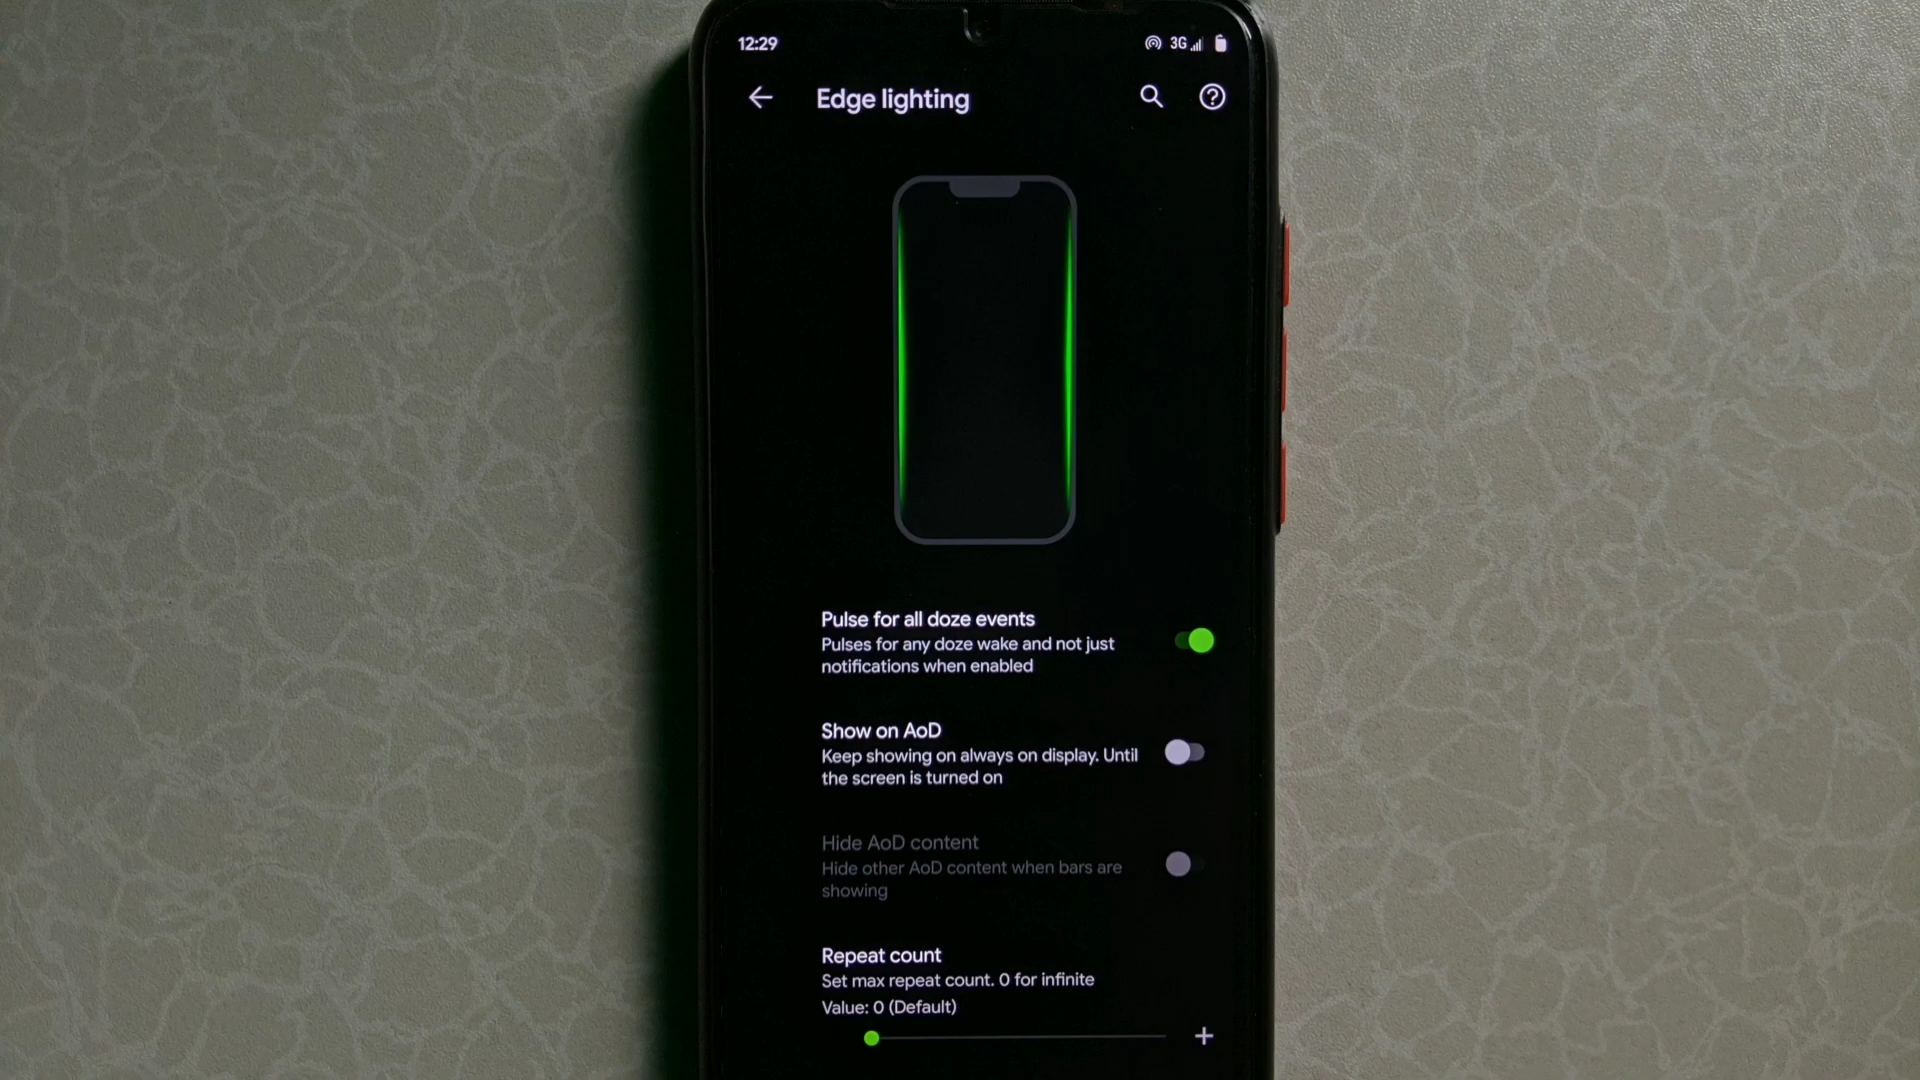 12:29
3G
Edge lighting
Pulse for all doze events
Pulses for any doze wake and not just
notifications when enabled
Show on AoD
Keep showing on always on display. Until
the screen is turned on
Hide AoD content
Hide other AoD content when bars are
showing
Repeat count
Set max repeat count. 0 for infinite
Value: 0 (Default)